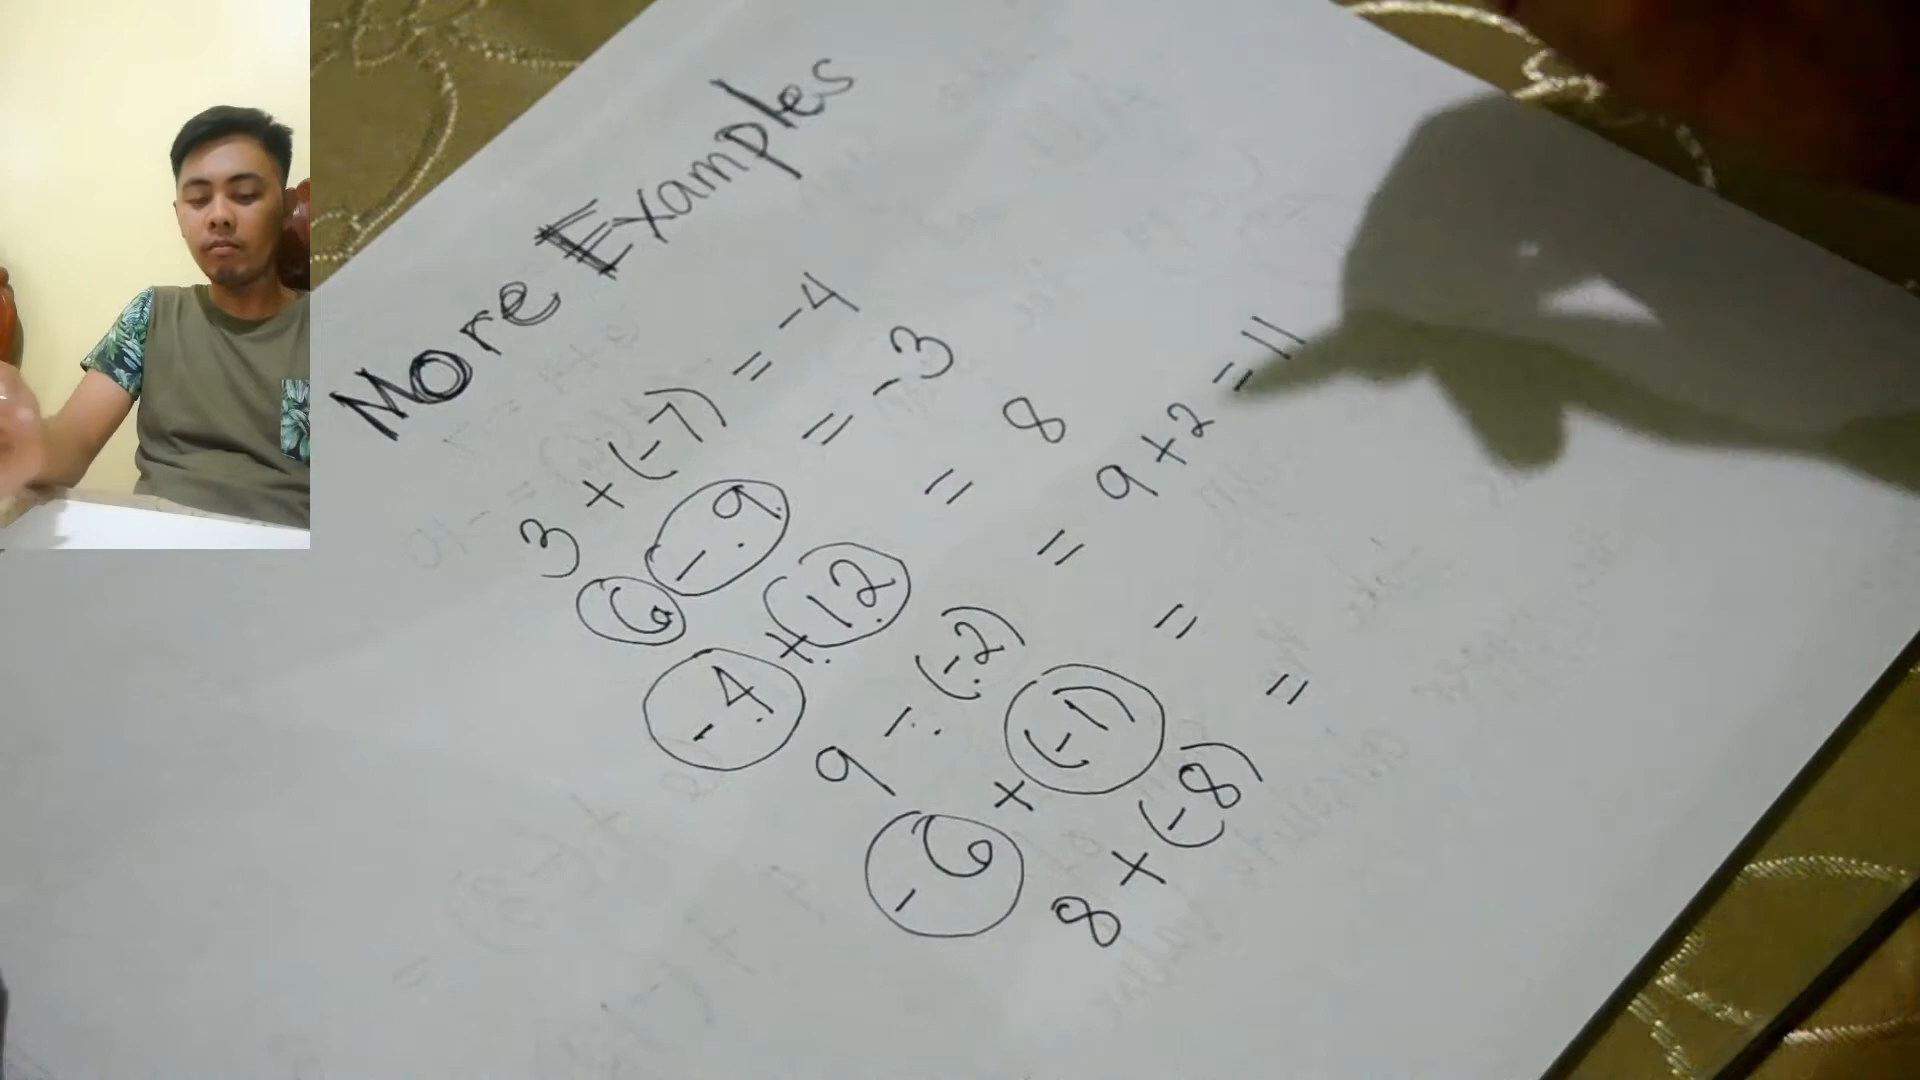 More Examples
3 + (-7) = -4
6 - 9 = -3
-4 + (12) = 8
9 - (-2) = 9 + 2 = 11
-6 + (-1) =
8 + (-8) =